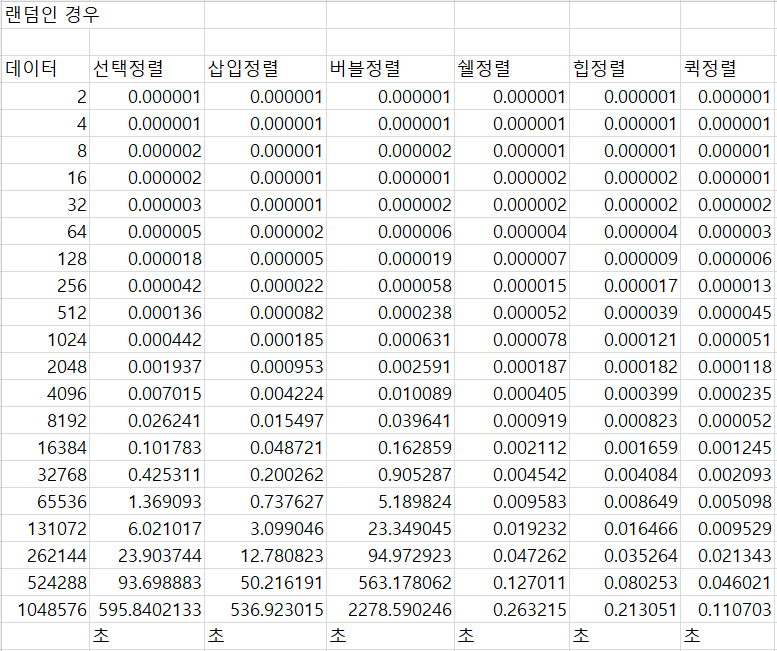 랜덤인 경우
데이터 선택정렬 삽입정렬 버블정렬 쉘정렬 힙정렬 퀵정렬
2 0.000001 0.000001 0.000001 0.000001 0.000001 0.000001
4 0.000001 0.000001 0.000001 0.000001 0.000001 0.000001
8 0.000002 0.000001 0.000002 0.000001 0.000001 0.000001
16 0.000002 0.000001 0.000001 0.000002 0.000002 0.000001
32 0.000003 0.000001 0.000002 0.000002 0.000002 0.000002
64 0.000005 0.000002 0.000006 0.000004 0.000004 0.000003
128 0.000018 0.000005 0.000019 0.000007 0.000009 0.000006
256 0.000042 0.000022 0.000058 0.000015 0.000017 0.000013
512 0.000136 0.000082 0.000238 0.000052 0.000039 0.000045
1024 0.000442 0.000185 0.000631 0.000078 0.000121 0.000051
2048 0.001937 0.000953 0.002591 0.000187 0.000182 0.000118
4096 0.007015 0.004224 0.010089 0.000405 0.000399 0.000235
8192 0.026241 0.015497 0.039641 0.000919 0.000823 0.000052
16384 0.101783 0.048721 0.162859 0.002112 0.001659 0.001245
32768 0.425311 0.200262 0.905287 0.004542 0.004084 0.002093
65536 1.369093 0.737627 5.189824 0.009583 0.008649 0.005098
131072 6.021017 3.099046 23.349045 0.019232 0.016466 0.009529
262144 23.903744 12.780823 94.972923 0.047262 0.035264 0.021343
524288 93.698883 50.216191 563.178062 0.127011 0.080253 0.046021
1048576 595.8402133 536.923015 2278.590246 0.263215 0.213051 0.110703
초 초 초 초 초 초